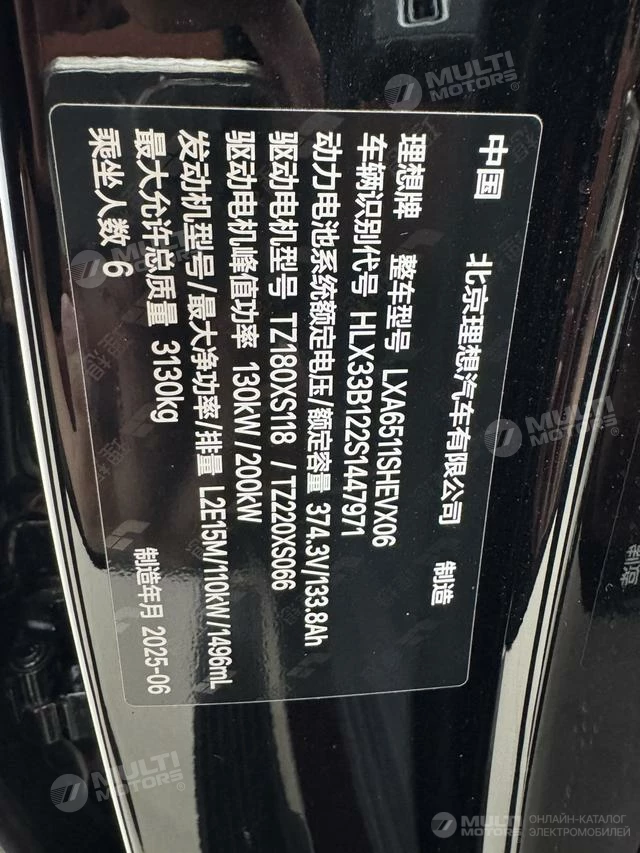 中国 北京理想汽车有限公司 制造
理想牌 整车型号 LXA6511SHEVX06
车辆识别代号 HLX33B122S1447971
动力电池系统额定电压/额定容量 374.3V/133.8Ah
驱动电机型号 TZ180XS118 / TZ220XS066
驱动电机峰值功率 130kW/200kW
发动机型号/最大净功率/排量 L2E15M/110kW/1496mL
最大允许总质量 3130kg
乘坐人数 6 制造年月 2025-06
MULTI MOTORS®
MULTI MOTORS®
MULTI MOTORS®
MULTI MOTORS®
MULTI MOTORS
ОНЛАЙН-КАТАЛОГ
ЭЛЕКТРОМОБИЛЕЙ